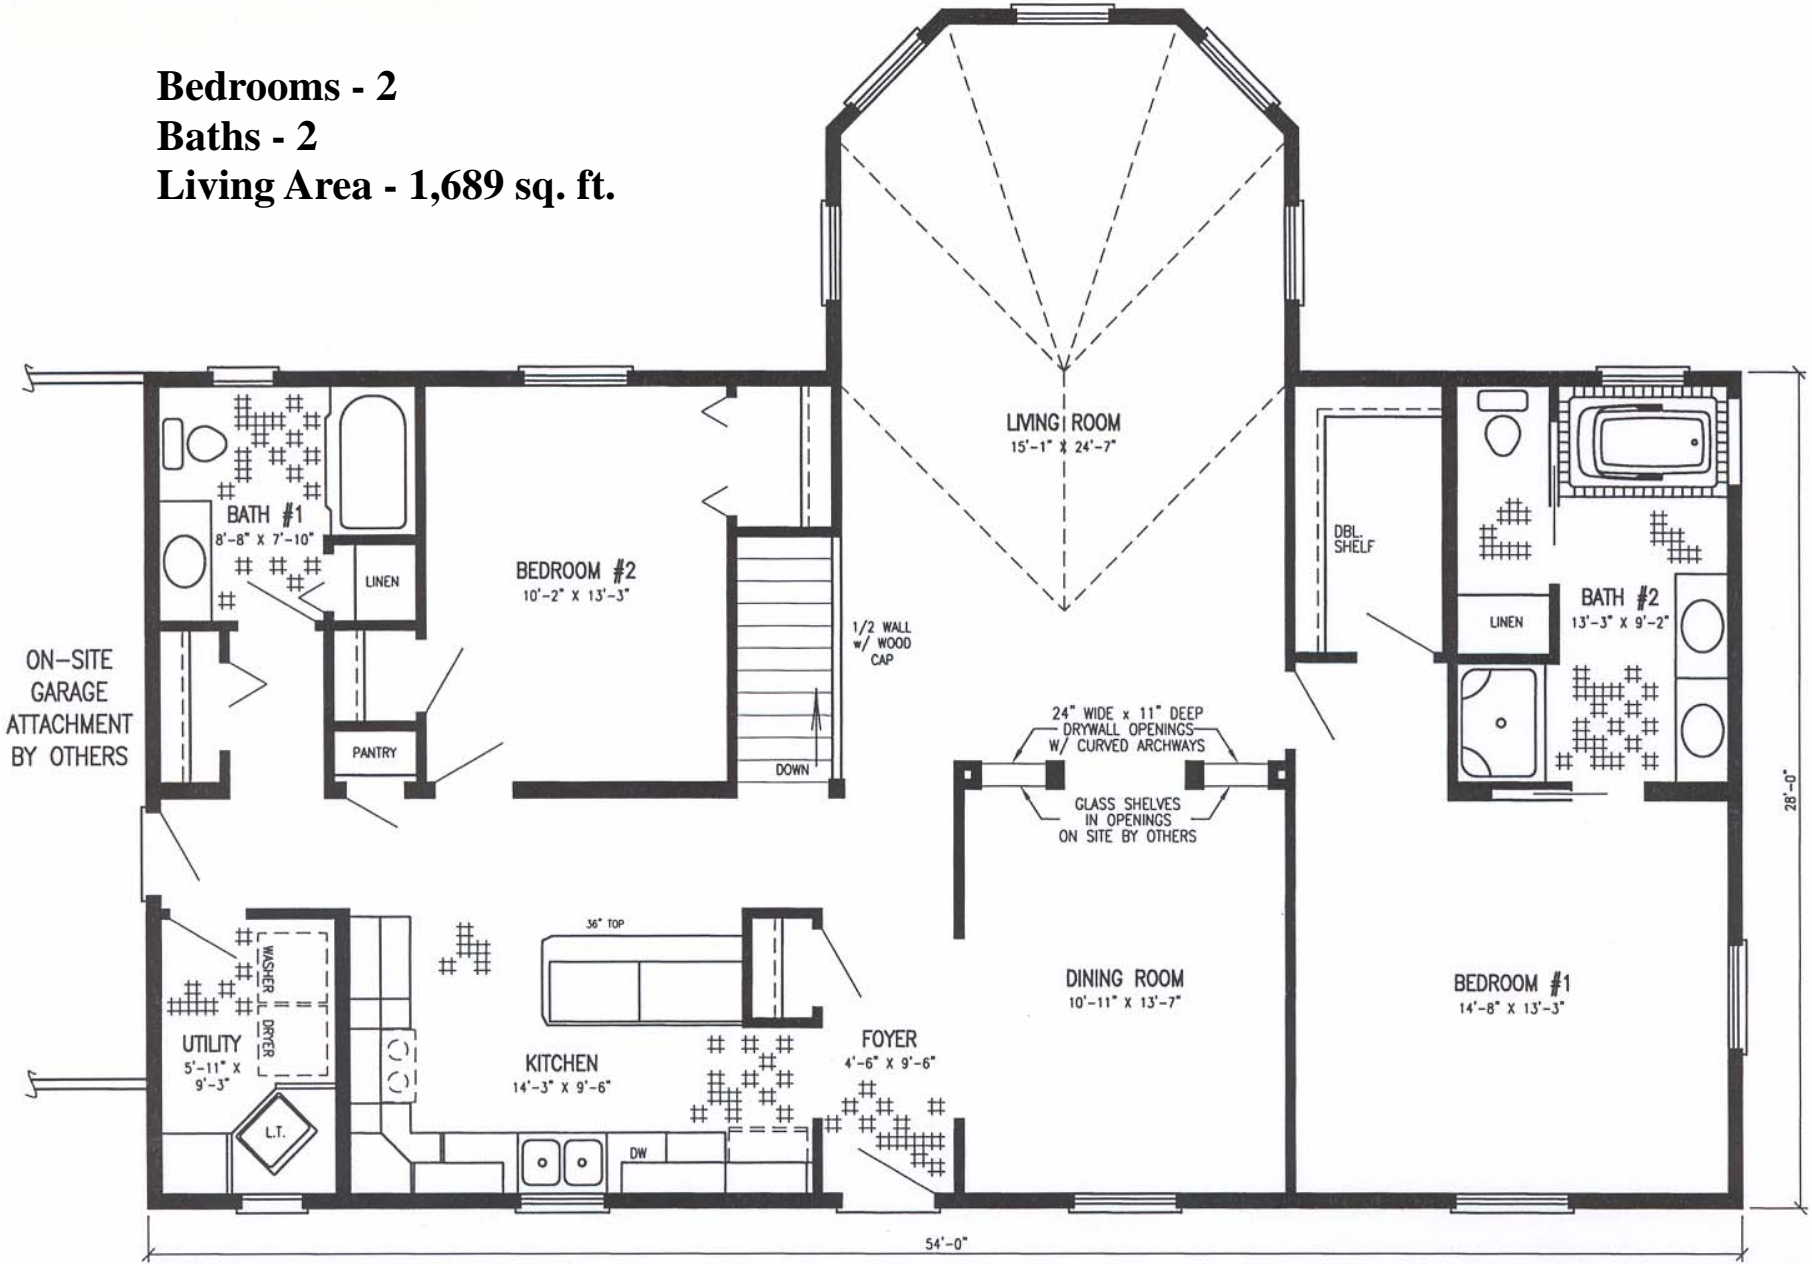 Bedrooms - 2
Baths - 2
Living Area - 1,689 sq. ft.
LIVING ROOM
15'-1" X 24'-7"
BATH #1
8'-8" X 7'-10"
LINEN
BEDROOM #2
10'-2" X 13'-3"
DBL.
SHELF
BATH #2
13'-3" X 9'-2"
LINEN
1/2 WALL
w/ WOOD
CAP
ON-SITE
GARAGE
ATTACHMENT
BY OTHERS
PANTRY
DOWN
24" WIDE x 11" DEEP
DRYWALL OPENINGS
W/ CURVED ARCHWAYS
GLASS SHELVES
IN OPENINGS
ON SITE BY OTHERS
28'-0"
36" TOP
WASHER
DRYER
UTILITY
5'-11" X
9'-3"
L.T.
KITCHEN
14'-3" X 9'-6"
DW
FOYER
4'-6" X 9'-6"
DINING ROOM
10'-11" X 13'-7"
BEDROOM #1
14'-8" X 13'-3"
54'-0"